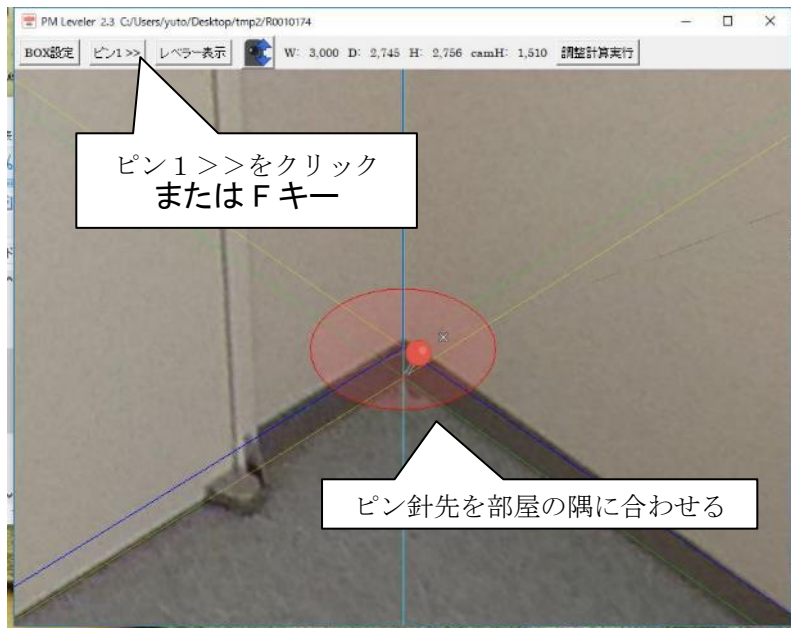 PM Leveler 2.3 C:/Users/yuto/Desktop/tmp2/R0010174
BOX設定 ピン1 >> レベラー表示 W: 3,000 D: 2,745 H: 2,756 camH: 1,510 調整計算実行
ピン１＞＞をクリック
またはＦキー
ピン針先を部屋の隅に合わせる